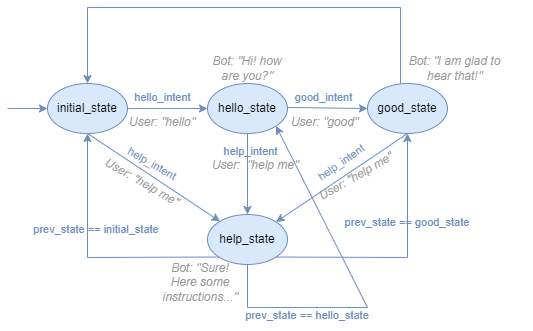 Bot: "Hi! how
are you?"
Bot: "I am glad to
hear that!"
initial_state
hello_intent
User: "hello"
hello_state
good_intent
User: "good"
good_state
help_intent
User: "help me"
help_intent
User: "help me"
help_intent
User: "help me"
prev_state == initial_state
prev_state == good_state
help_state
Bot: "Sure!
Here some
instructions..."
prev_state == hello_state